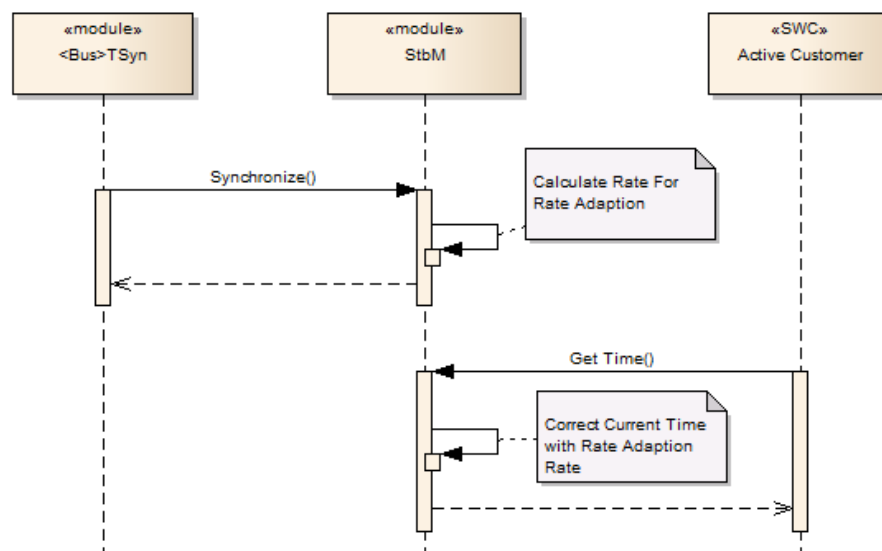 «module»
<Bus>TSyn
«module»
StbM
«SWC»
Active Customer
Synchronize()
Calculate Rate For
Rate Adaption
Get Time()
Correct Current Time
with Rate Adaption
Rate